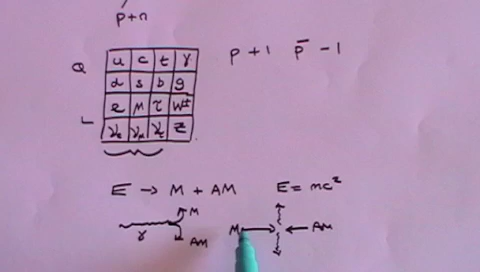 p+n
Q
u c t γ
d s b g
L
e μ τ W±
νe νμ ντ Z
p +1 p̄ -1
E → M + AM E = mc²
M
γ
AM
M AM